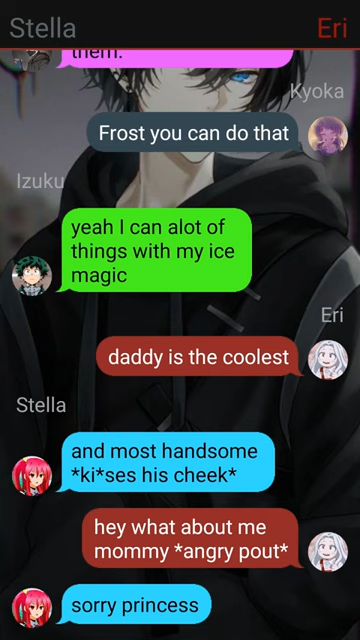 Stella
Eri
them.
Kyoka
Frost you can do that
Izuku
yeah I can alot of
things with my ice
magic
Eri
daddy is the coolest
Stella
and most handsome
*ki*ses his cheek*
hey what about me
mommy *angry pout*
sorry princess